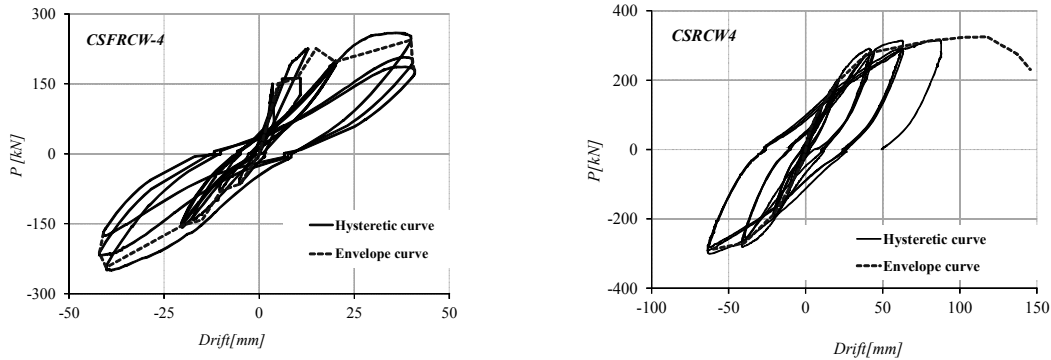 CSFRCW-4
300
150
0
-150
-300
P [kN]
-50 -25 0 25 50
Drift[mm]
Hysteretic curve
Envelope curve
CSRCW4
400
200
0
-200
-400
P[kN]
-100 -50 0 50 100 150
Drift[mm]
Hysteretic curve
Envelope curve